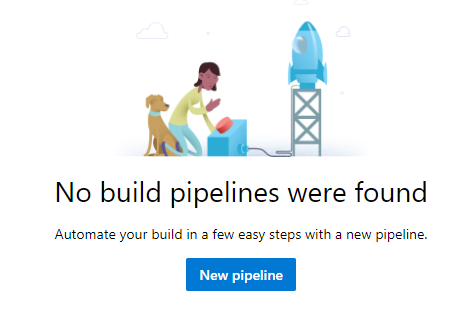 No build pipelines were found
Automate your build in a few easy steps with a new pipeline.
New pipeline